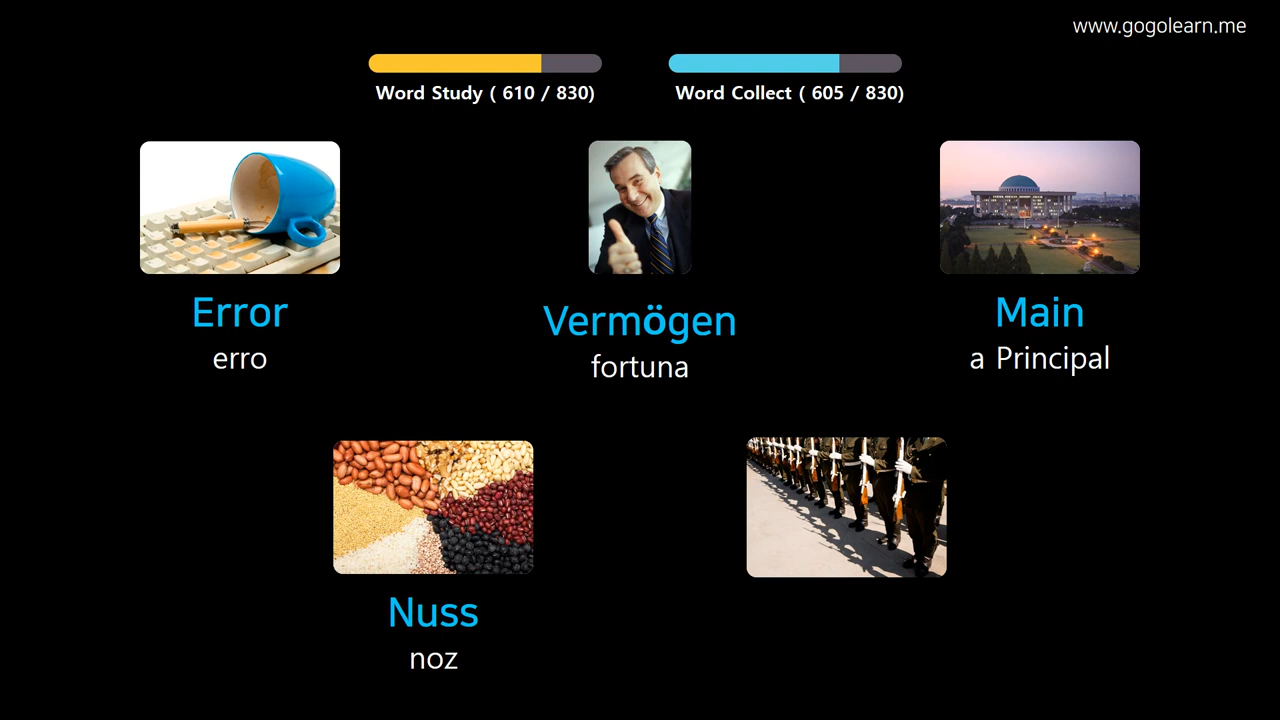 www.gogolearn.me
Word Study ( 610 / 830)
Word Collect ( 605 / 830)
Error
erro
Vermögen
fortuna
Main
a Principal
Nuss
noz